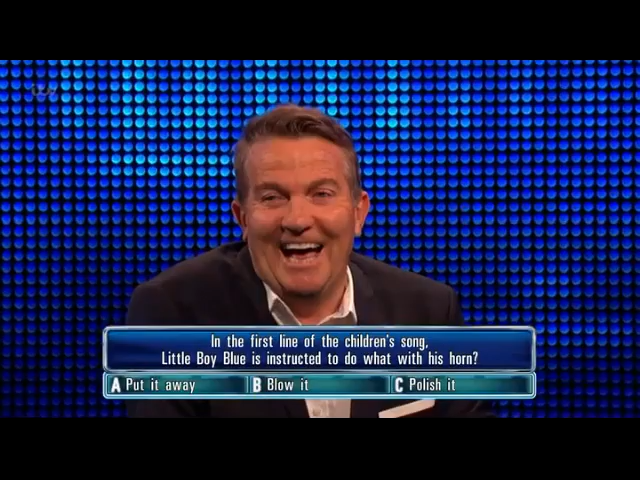 itv
In the first line of the children's song,
Little Boy Blue is instructed to do what with his horn?
A Put it away
B Blow it
C Polish it